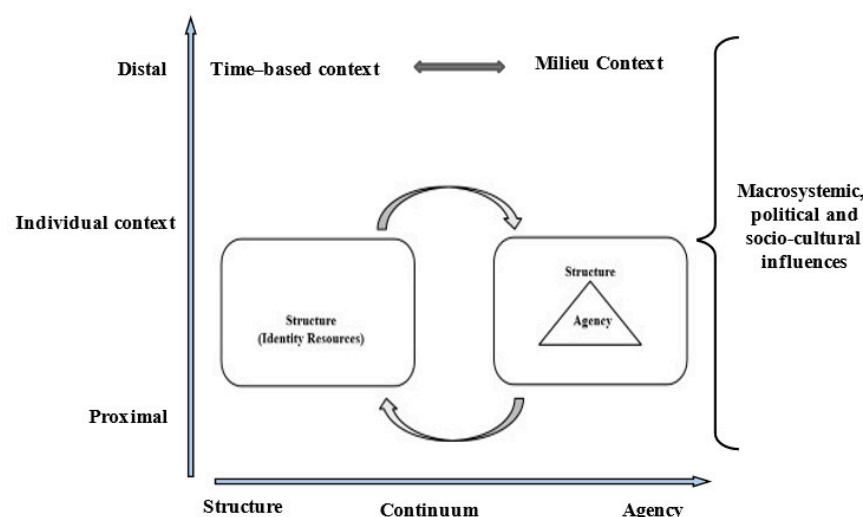 Distal
Time–based context
Milieu Context
Individual context
Macrosystemic,
political and
socio-cultural
influences
Structure
(Identity Resources)
Structure
Agency
Proximal
Structure
Continuum
Agency